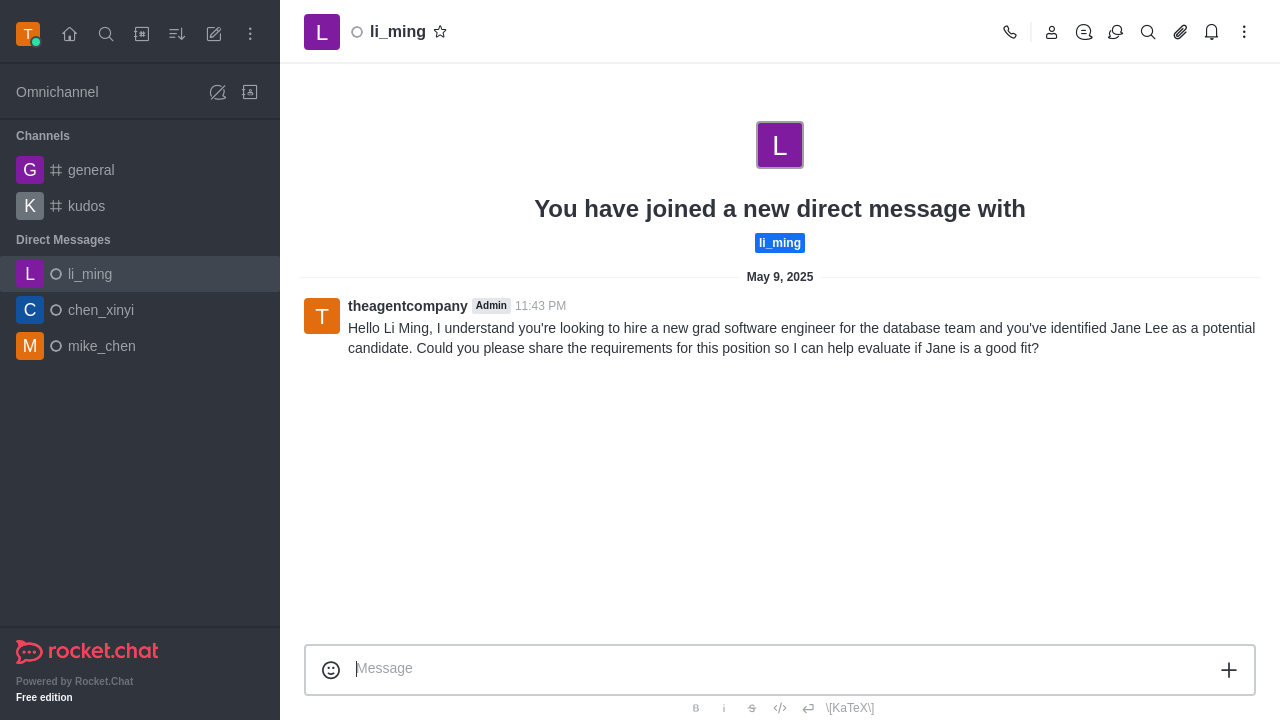 T
Omnichannel
Channels
G general
K kudos
Direct Messages
L li_ming
C chen_xinyi
M mike_chen
rocket.chat
Powered by Rocket.Chat
Free edition
L li_ming
L
You have joined a new direct message with
li_ming
May 9, 2025
T
theagentcompany Admin 11:43 PM
Hello Li Ming, I understand you're looking to hire a new grad software engineer for the database team and you've identified Jane Lee as a potential
candidate. Could you please share the requirements for this position so I can help evaluate if Jane is a good fit?
Message
B i S \[KaTeX\]